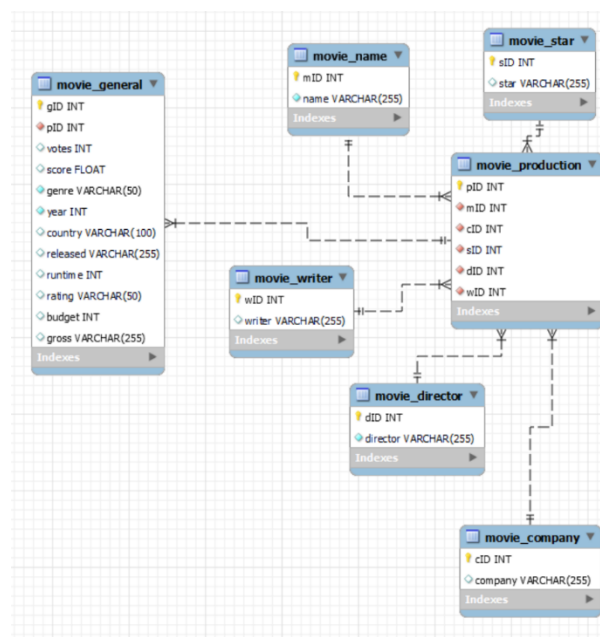 movie_general
gID INT
pID INT
votes INT
score FLOAT
genre VARCHAR(50)
year INT
country VARCHAR(100)
released VARCHAR(255)
runtime INT
rating VARCHAR(50)
budget INT
gross VARCHAR(255)
Indexes
movie_name
mID INT
name VARCHAR(255)
Indexes
movie_star
sID INT
star VARCHAR(255)
Indexes
movie_production
pID INT
mID INT
cID INT
sID INT
dID INT
wID INT
Indexes
movie_writer
wID INT
writer VARCHAR(255)
Indexes
movie_director
dID INT
director VARCHAR(255)
Indexes
movie_company
cID INT
company VARCHAR(255)
Indexes